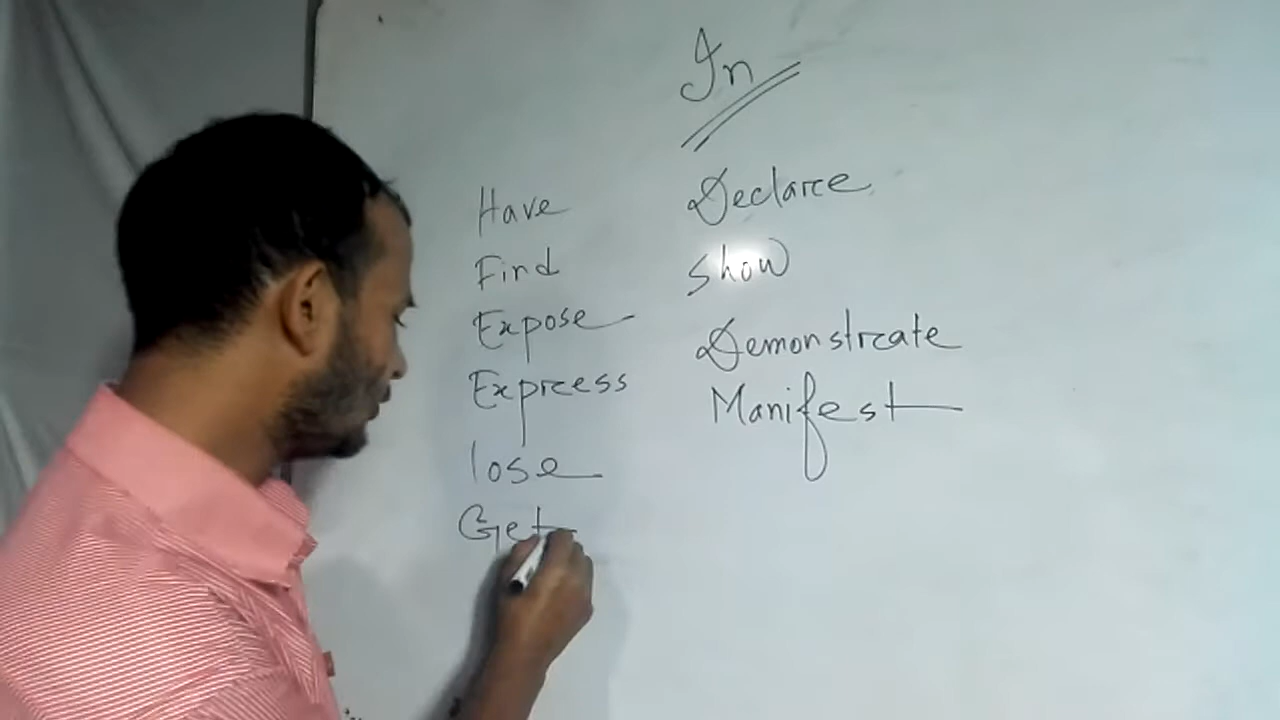 In
Have
Find
Expose
Express
lose
Get
Declare
Show
Demonstrate
Manifest